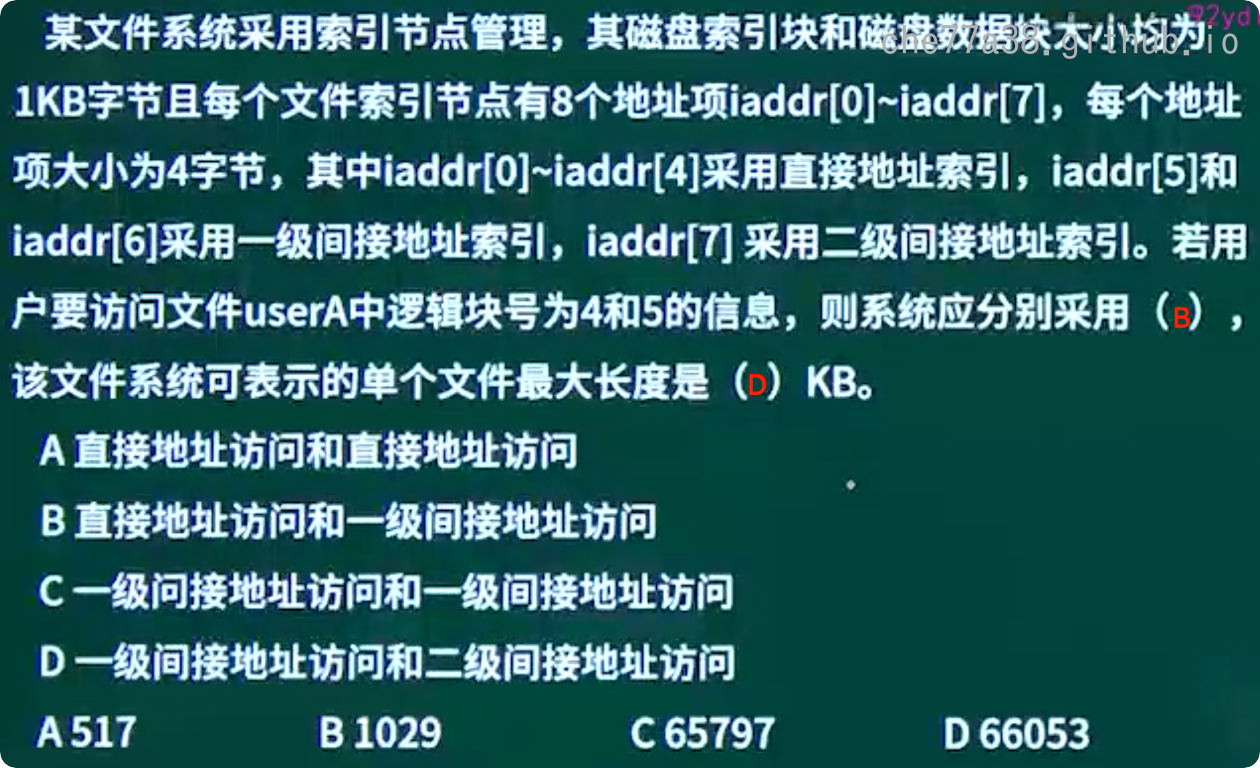 某文件系统采用索引节点管理，其磁盘索引块和磁盘数据块大小均为
1KB字节且每个文件索引节点有8个地址项iaddr[0]~iaddr[7]，每个地址
项大小为4字节，其中iaddr[0]~iaddr[4]采用直接地址索引，iaddr[5]和
iaddr[6]采用一级间接地址索引，iaddr[7] 采用二级间接地址索引。若用
户要访问文件userA中逻辑块号为4和5的信息，则系统应分别采用（B），
该文件系统可表示的单个文件最大长度是（D）KB。
A 直接地址访问和直接地址访问
B 直接地址访问和一级间接地址访问
C 一级问接地址访问和一级间接地址访问
D 一级间接地址访问和二级间接地址访问
A 517 B 1029 C 65797 D 66053